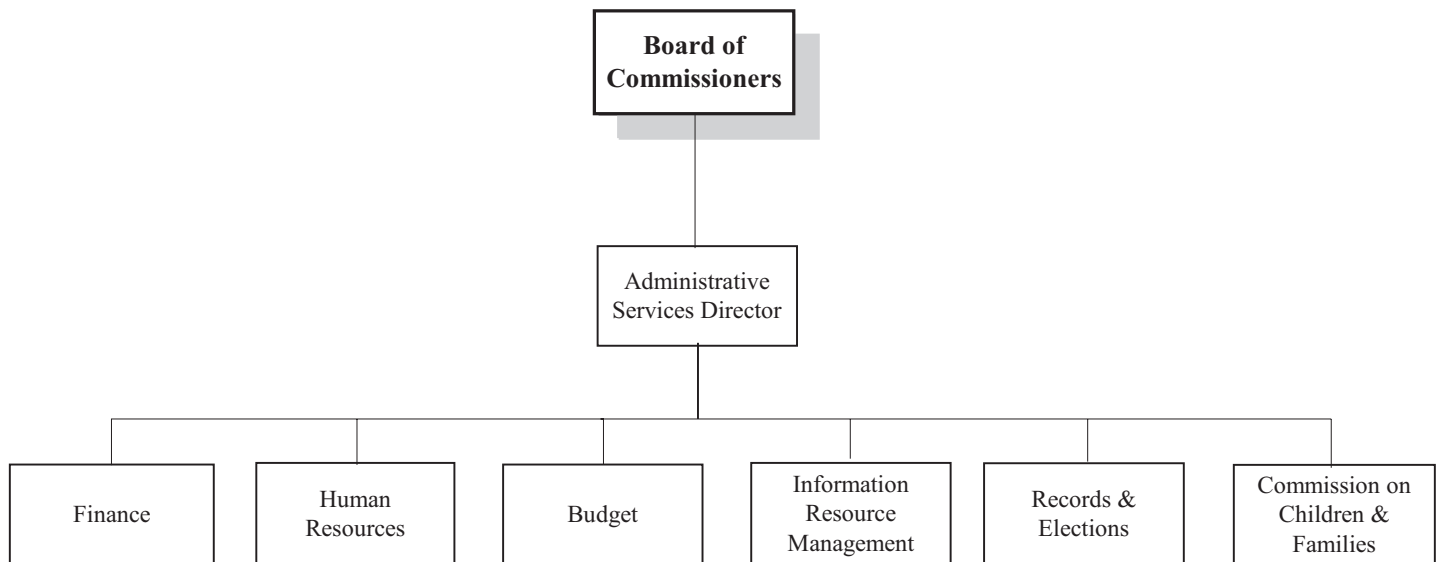 Board of
Commissioners
Administrative
Services Director
Finance
Human
Resources
Budget
Information
Resource
Management
Records &
Elections
Commission on
Children &
Families